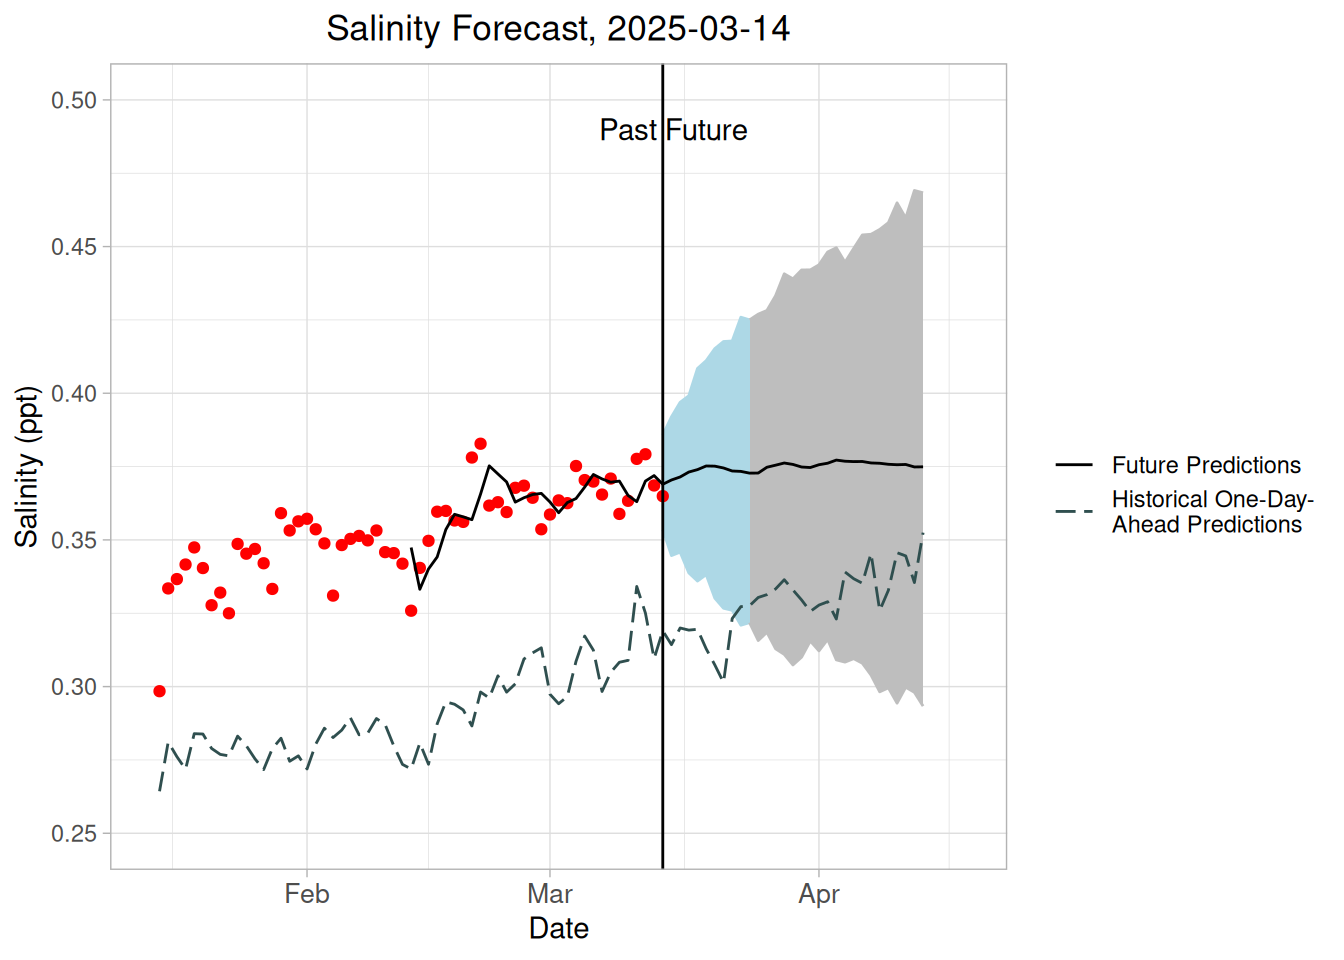 Salinity Forecast, 2025-03-14
0.50
Past Future
0.45
0.40
0.35
0.30
0.25
Salinity (ppt)
Feb
Mar
Apr
Date
Future Predictions
Historical One-Day-
Ahead Predictions